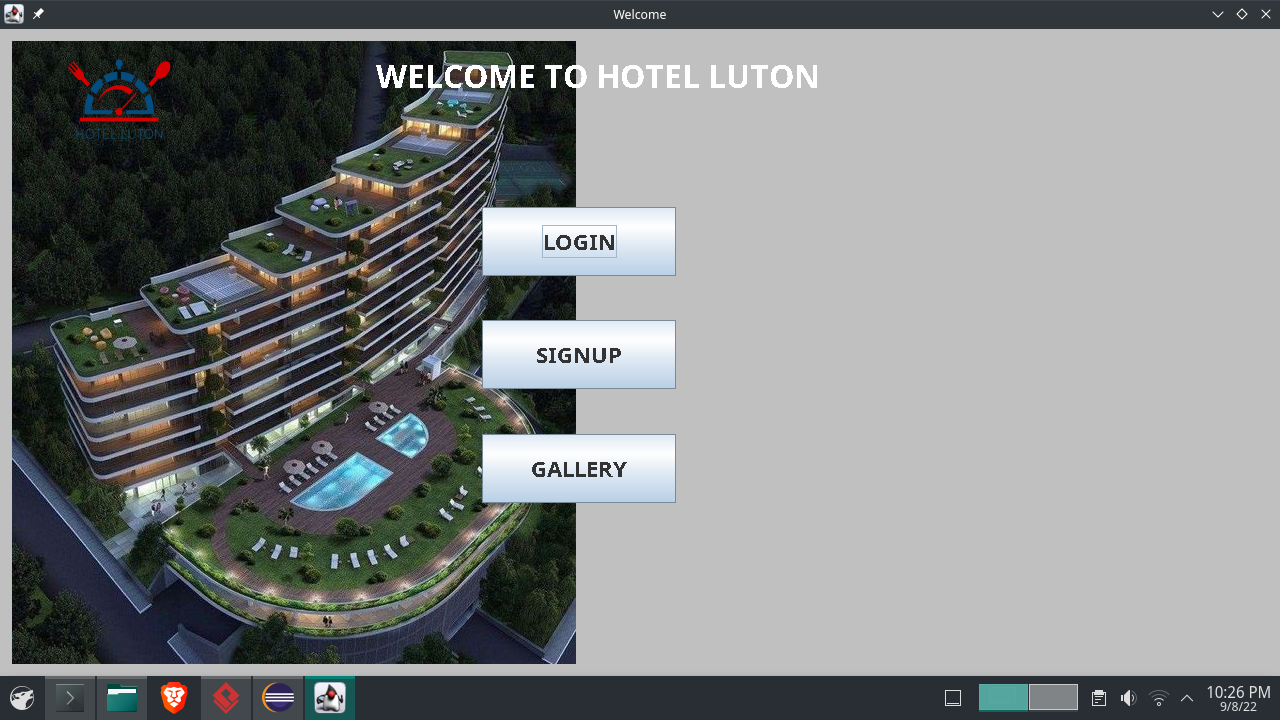 Welcome
WELCOME TO HOTEL LUTON
HOTEL LUTON
LOGIN
SIGNUP
GALLERY
10:26 PM
9/8/22